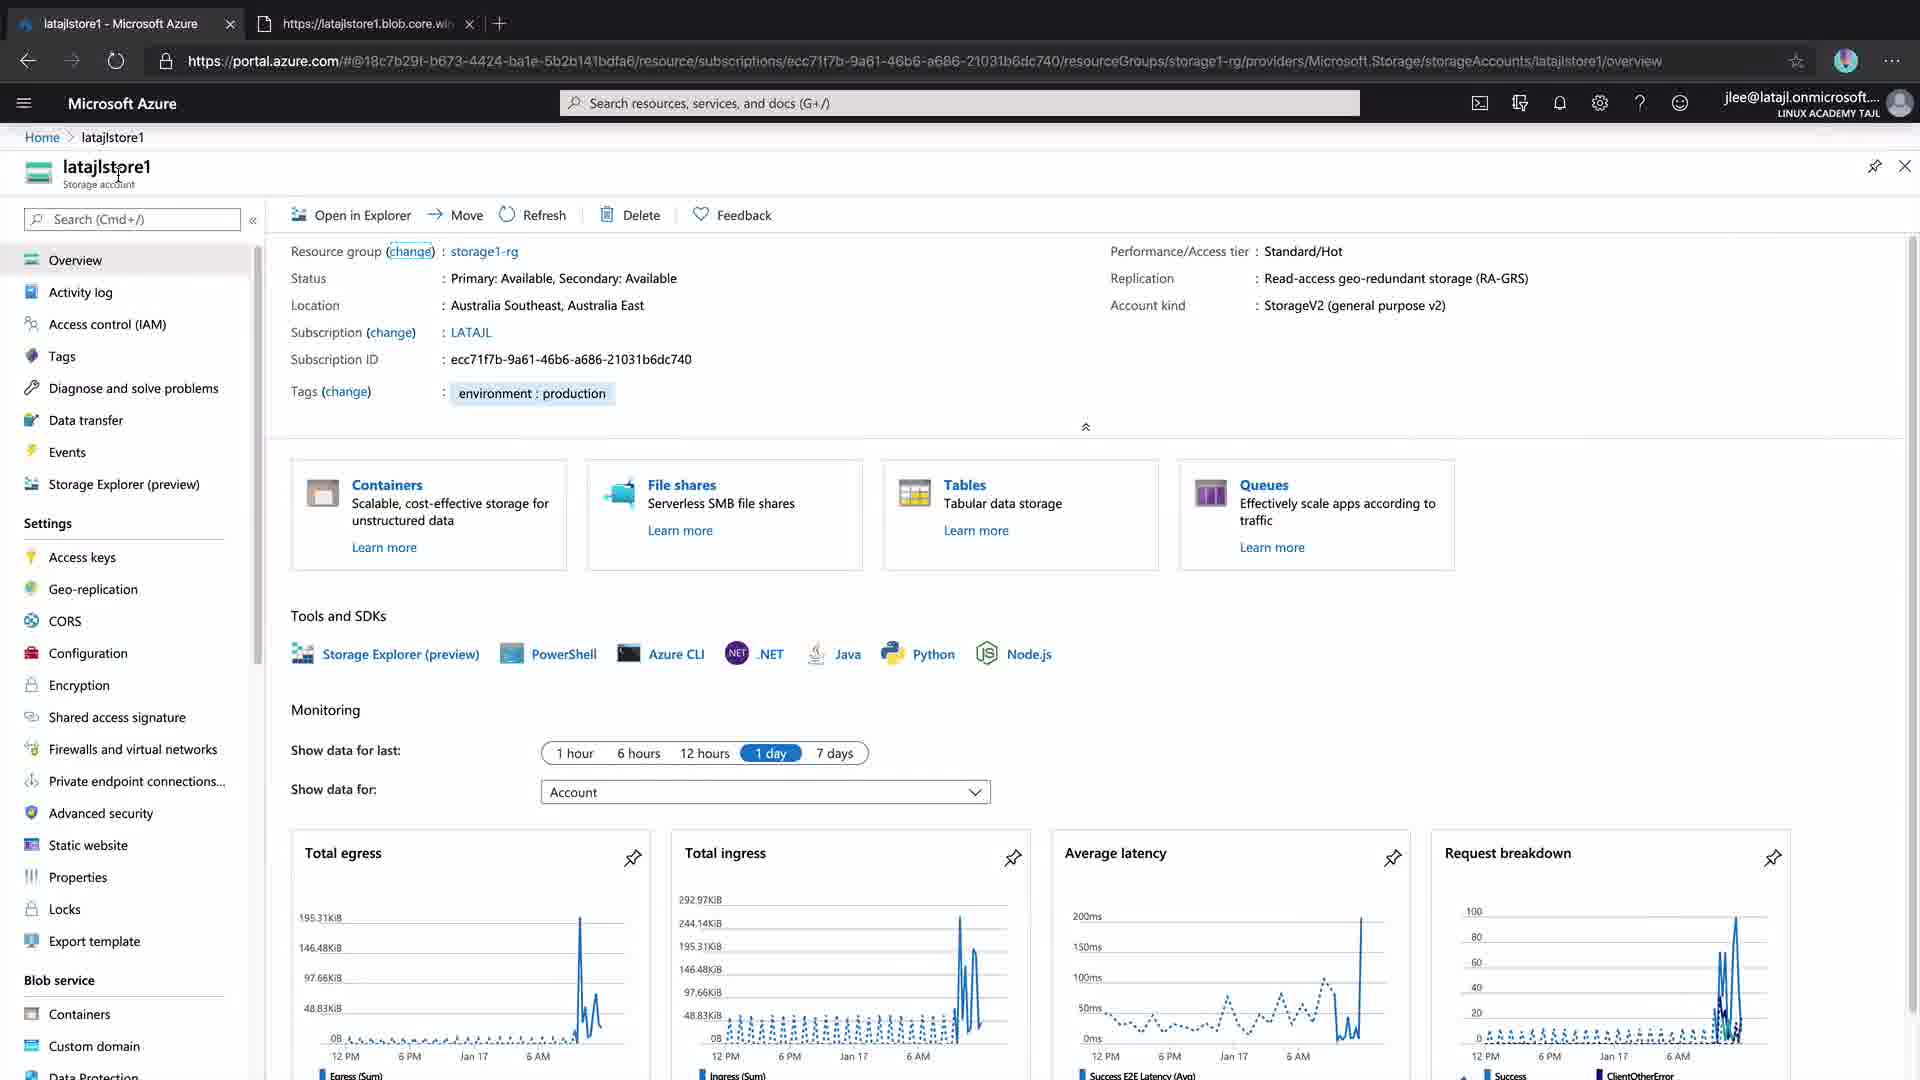 latajlstore1 - Microsoft Azure
https://latajlstore1.blob.core.win
https://portal.azure.com/#@18c7b29f-b673-4424-ba1e-5b2b141bdfa6/resource/subscriptions/ecc71f7b-9a61-46b6-a686-21031b6dc740/resourceGroups/storage1-rg/providers/Microsoft.Storage/storageAccounts/latajlstore1/overview
Microsoft Azure
Search resources, services, and docs (G+/)
jlee@latajl.onmicrosoft....
LINUX ACADEMY TAJL
Home > latajlstore1
latajlstore1
Storage account
Search (Cmd+/)
Overview
Activity log
Access control (IAM)
Tags
Diagnose and solve problems
Data transfer
Events
Storage Explorer (preview)
Settings
Access keys
Geo-replication
CORS
Configuration
Encryption
Shared access signature
Firewalls and virtual networks
Private endpoint connections...
Advanced security
Static website
Properties
Locks
Export template
Blob service
Containers
Custom domain
Data Protection
Open in Explorer Move Refresh Delete Feedback
Resource group (change) : storage1-rg
Status : Primary: Available, Secondary: Available
Location : Australia Southeast, Australia East
Subscription (change) : LATAJL
Subscription ID : ecc71f7b-9a61-46b6-a686-21031b6dc740
Tags (change) : environment : production
Performance/Access tier : Standard/Hot
Replication : Read-access geo-redundant storage (RA-GRS)
Account kind : StorageV2 (general purpose v2)
Containers
Scalable, cost-effective storage for
unstructured data
Learn more
File shares
Serverless SMB file shares
Learn more
Tables
Tabular data storage
Learn more
Queues
Effectively scale apps according to
traffic
Learn more
Tools and SDKs
Storage Explorer (preview) PowerShell Azure CLI .NET Java Python Node.js
Monitoring
Show data for last: 1 hour 6 hours 12 hours 1 day 7 days
Show data for: Account
Total egress
195.31KiB
146.48KiB
97.66KiB
48.83KiB
0B
12 PM 6 PM Jan 17 6 AM
Egress (Sum)
Total ingress
292.97KiB
244.14KiB
195.31KiB
146.48KiB
97.66KiB
48.83KiB
0B
12 PM 6 PM Jan 17 6 AM
Ingress (Sum)
Average latency
200ms
150ms
100ms
50ms
0ms
12 PM 6 PM Jan 17 6 AM
Success E2E Latency (Avg)
Request breakdown
100
80
60
40
20
0
12 PM 6 PM Jan 17 6 AM
Success ClientOtherError